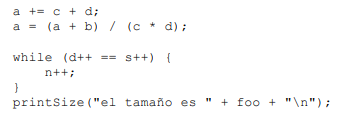 a += c + d;
a = (a + b) / (c * d);
while (d++ == s++) {
n++;
}
printSize("el tamaño es " + foo + "\n");